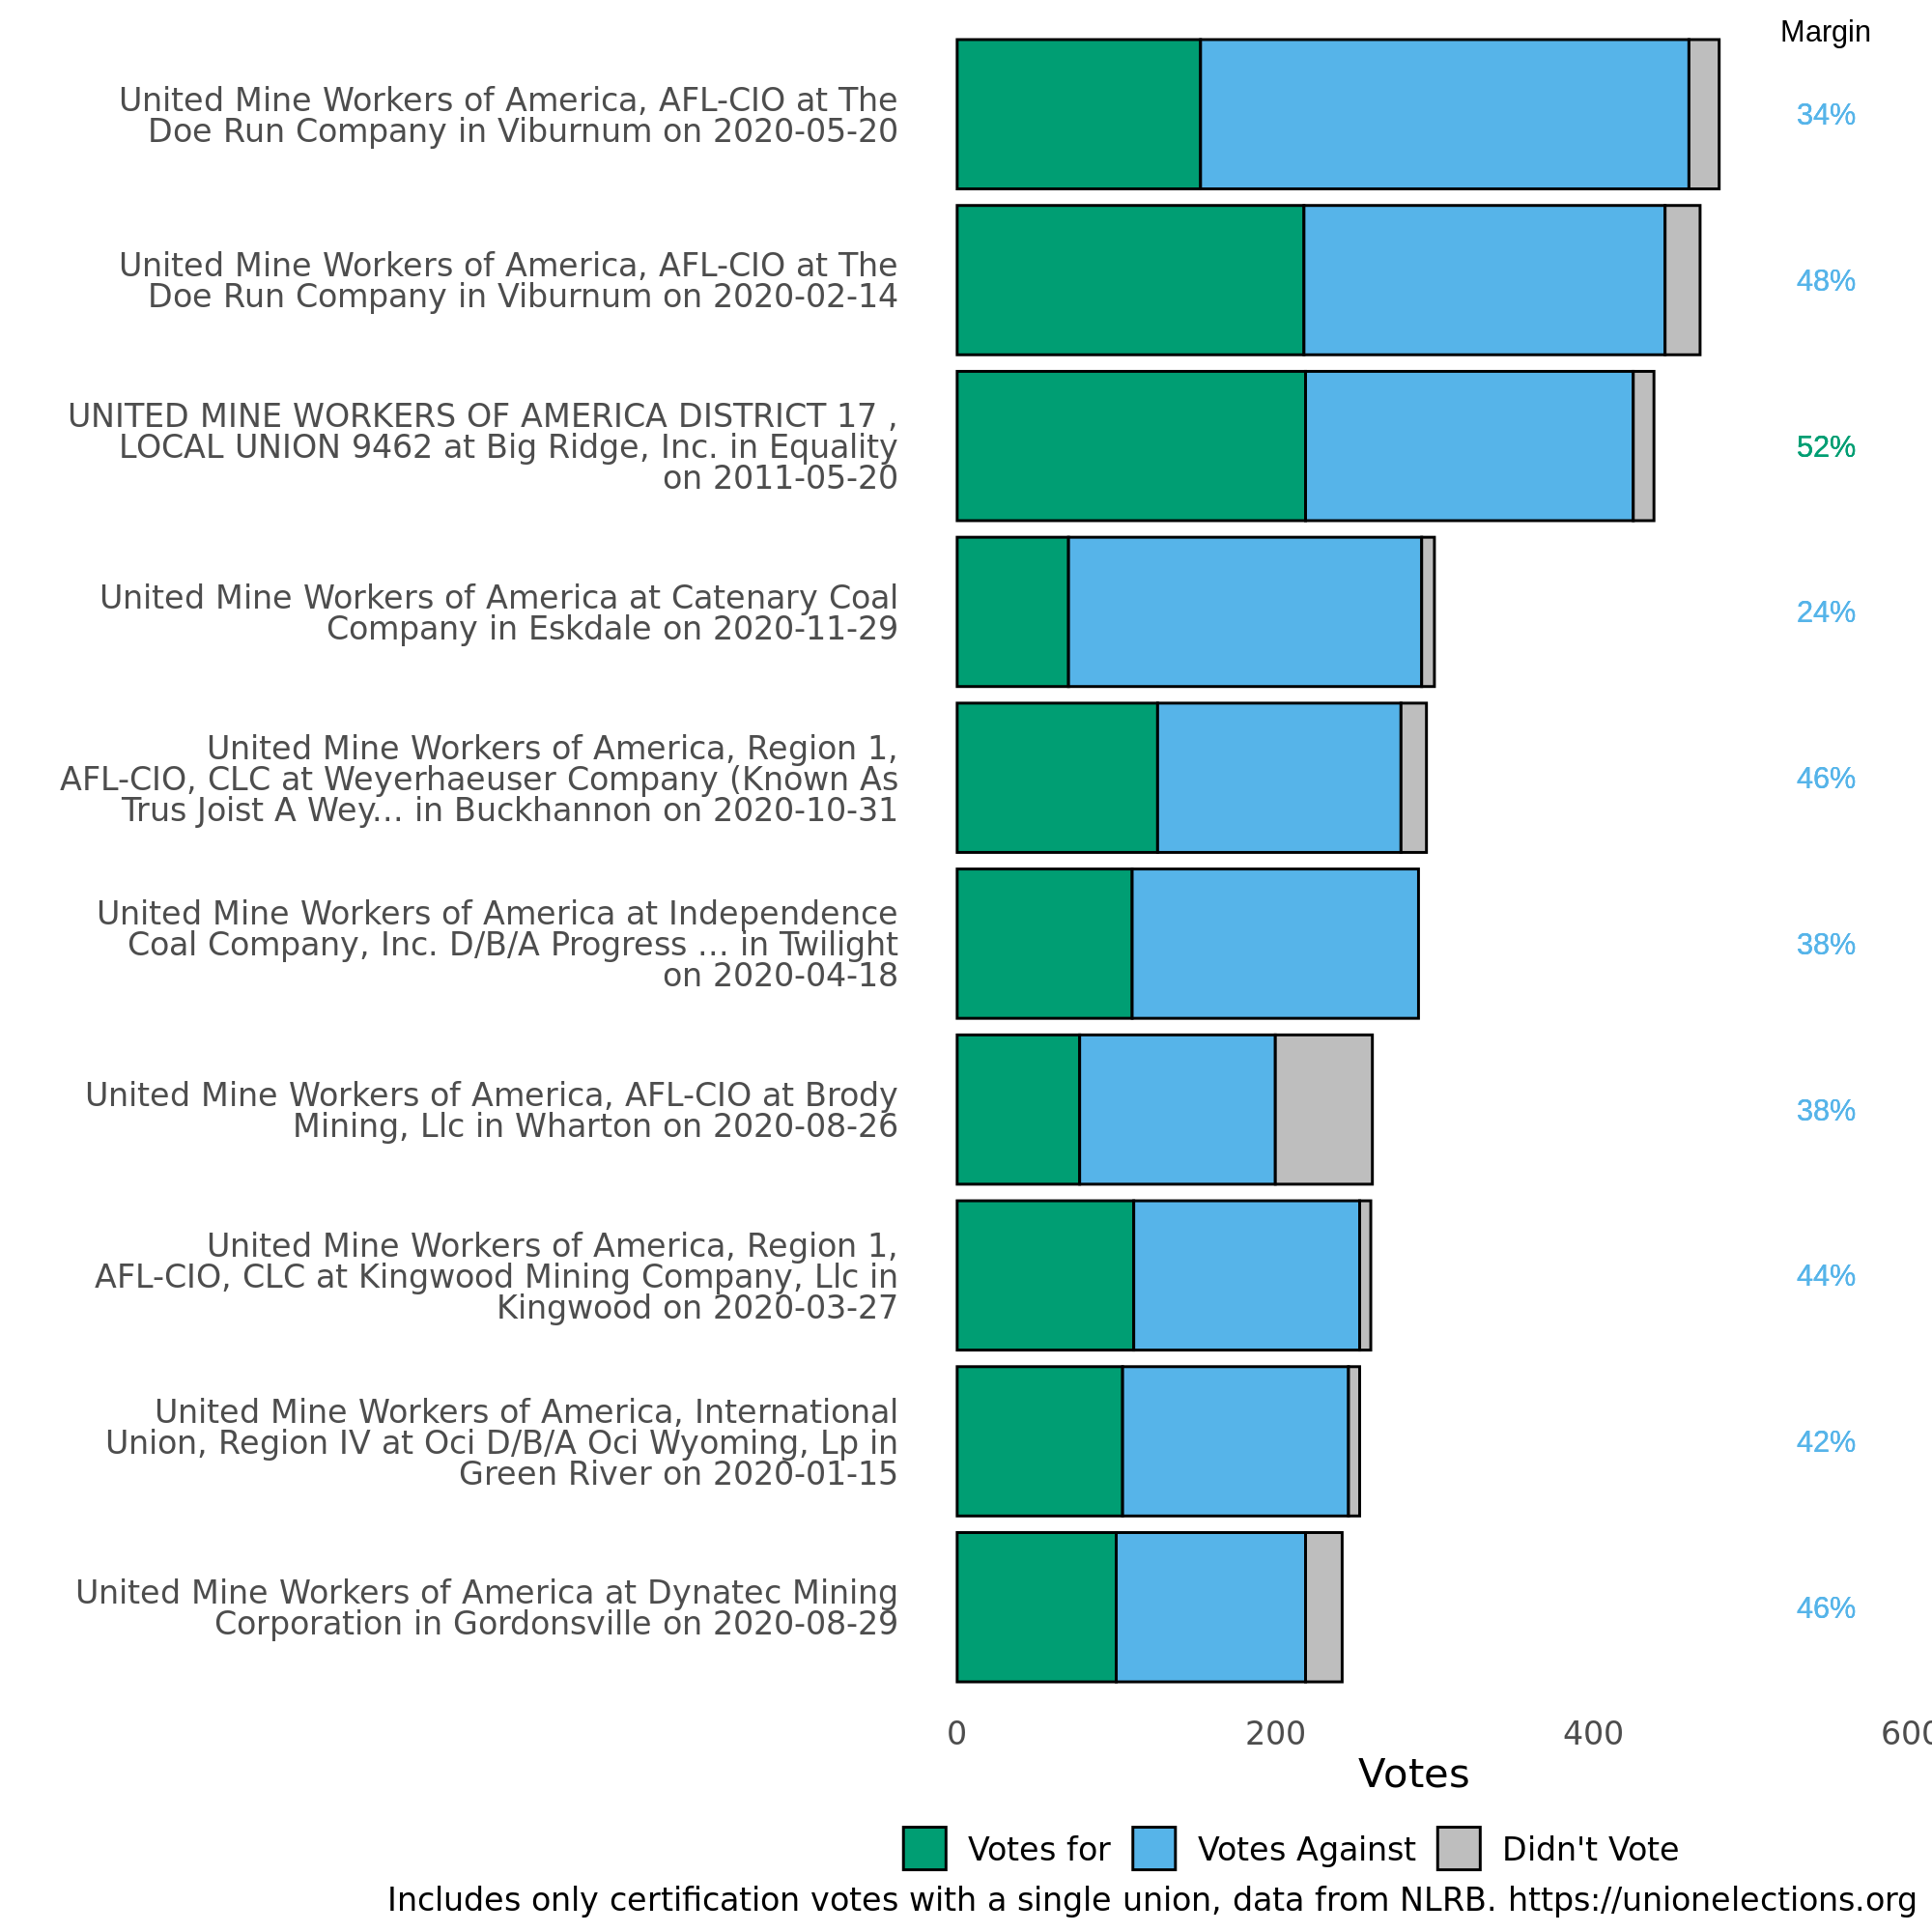 Margin
United Mine Workers of America, AFL-CIO at The
Doe Run Company in Viburnum on 2020-05-20
34%
United Mine Workers of America, AFL-CIO at The
Doe Run Company in Viburnum on 2020-02-14
48%
UNITED MINE WORKERS OF AMERICA DISTRICT 17 ,
LOCAL UNION 9462 at Big Ridge, Inc. in Equality
on 2011-05-20
52%
United Mine Workers of America at Catenary Coal
Company in Eskdale on 2020-11-29
24%
United Mine Workers of America, Region 1,
AFL-CIO, CLC at Weyerhaeuser Company (Known As
Trus Joist A Wey... in Buckhannon on 2020-10-31
46%
United Mine Workers of America at Independence
Coal Company, Inc. D/B/A Progress ... in Twilight
on 2020-04-18
38%
United Mine Workers of America, AFL-CIO at Brody
Mining, Llc in Wharton on 2020-08-26
38%
United Mine Workers of America, Region 1,
AFL-CIO, CLC at Kingwood Mining Company, Llc in
Kingwood on 2020-03-27
44%
United Mine Workers of America, International
Union, Region IV at Oci D/B/A Oci Wyoming, Lp in
Green River on 2020-01-15
42%
United Mine Workers of America at Dynatec Mining
Corporation in Gordonsville on 2020-08-29
46%
0 200 400 600
Votes
Votes for Votes Against Didn't Vote
Includes only certification votes with a single union, data from NLRB. https://unionelections.org